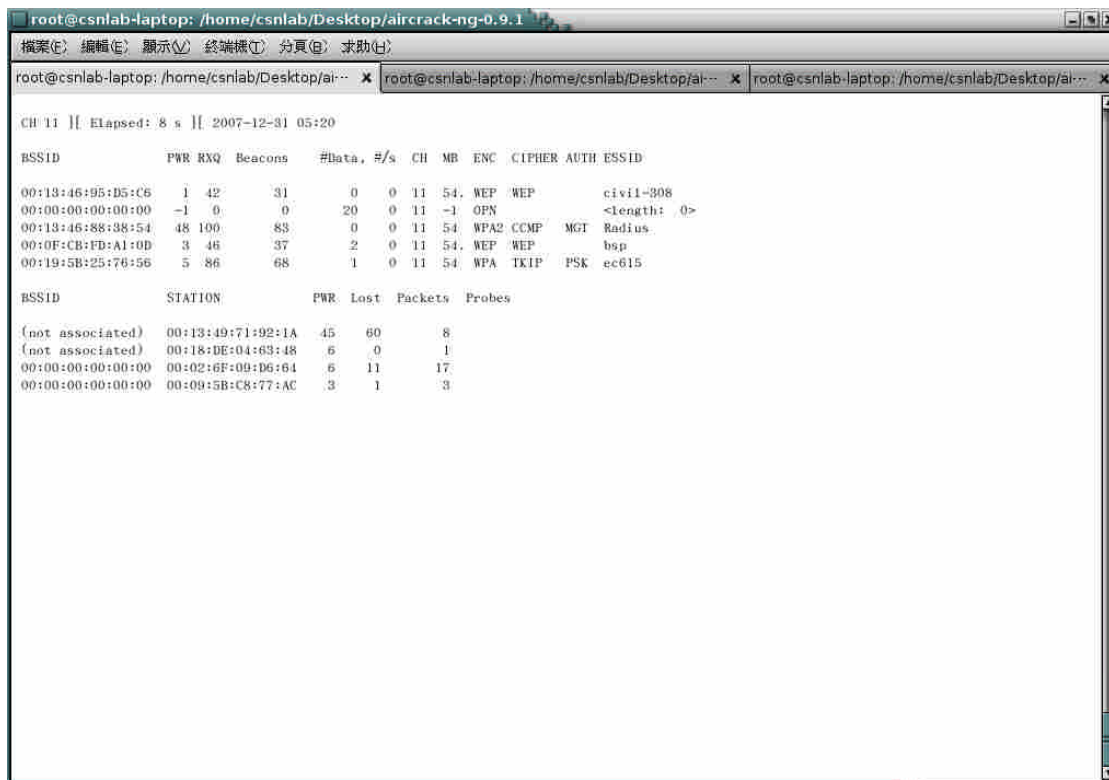 root@csnlab-laptop: /home/csnlab/Desktop/aircrack-ng-0.9.1
檔案(F) 編輯(E) 顯示(V) 終端機(T) 分頁(B) 求助(H)
root@csnlab-laptop: /home/csnlab/Desktop/ai··· root@csnlab-laptop: /home/csnlab/Desktop/ai··· root@csnlab-laptop: /home/csnlab/Desktop/ai···
CH 11 ][ Elapsed: 8 s ][ 2007-12-31 05:20
BSSID PWR RXQ Beacons #Data, #/s CH MB ENC CIPHER AUTH ESSID
00:13:46:95:D5:C6 1 42 31 0 0 11 54. WEP WEP civil-308
00:00:00:00:00:00 -1 0 0 20 0 11 -1 OPN <length: 0>
00:13:46:88:38:54 48 100 83 0 0 11 54 WPA2 CCMP MGT Radius
00:0F:CB:FD:A1:0D 3 46 37 2 0 11 54. WEP WEP bsp
00:19:5B:25:76:56 5 86 68 1 0 11 54 WPA TKIP PSK ec615
BSSID STATION PWR Lost Packets Probes
(not associated) 00:13:49:71:92:1A 45 60 8
(not associated) 00:18:DE:04:63:48 6 0 1
00:00:00:00:00:00 00:02:6F:09:D6:64 6 11 17
00:00:00:00:00:00 00:09:5B:C8:77:AC 3 1 3